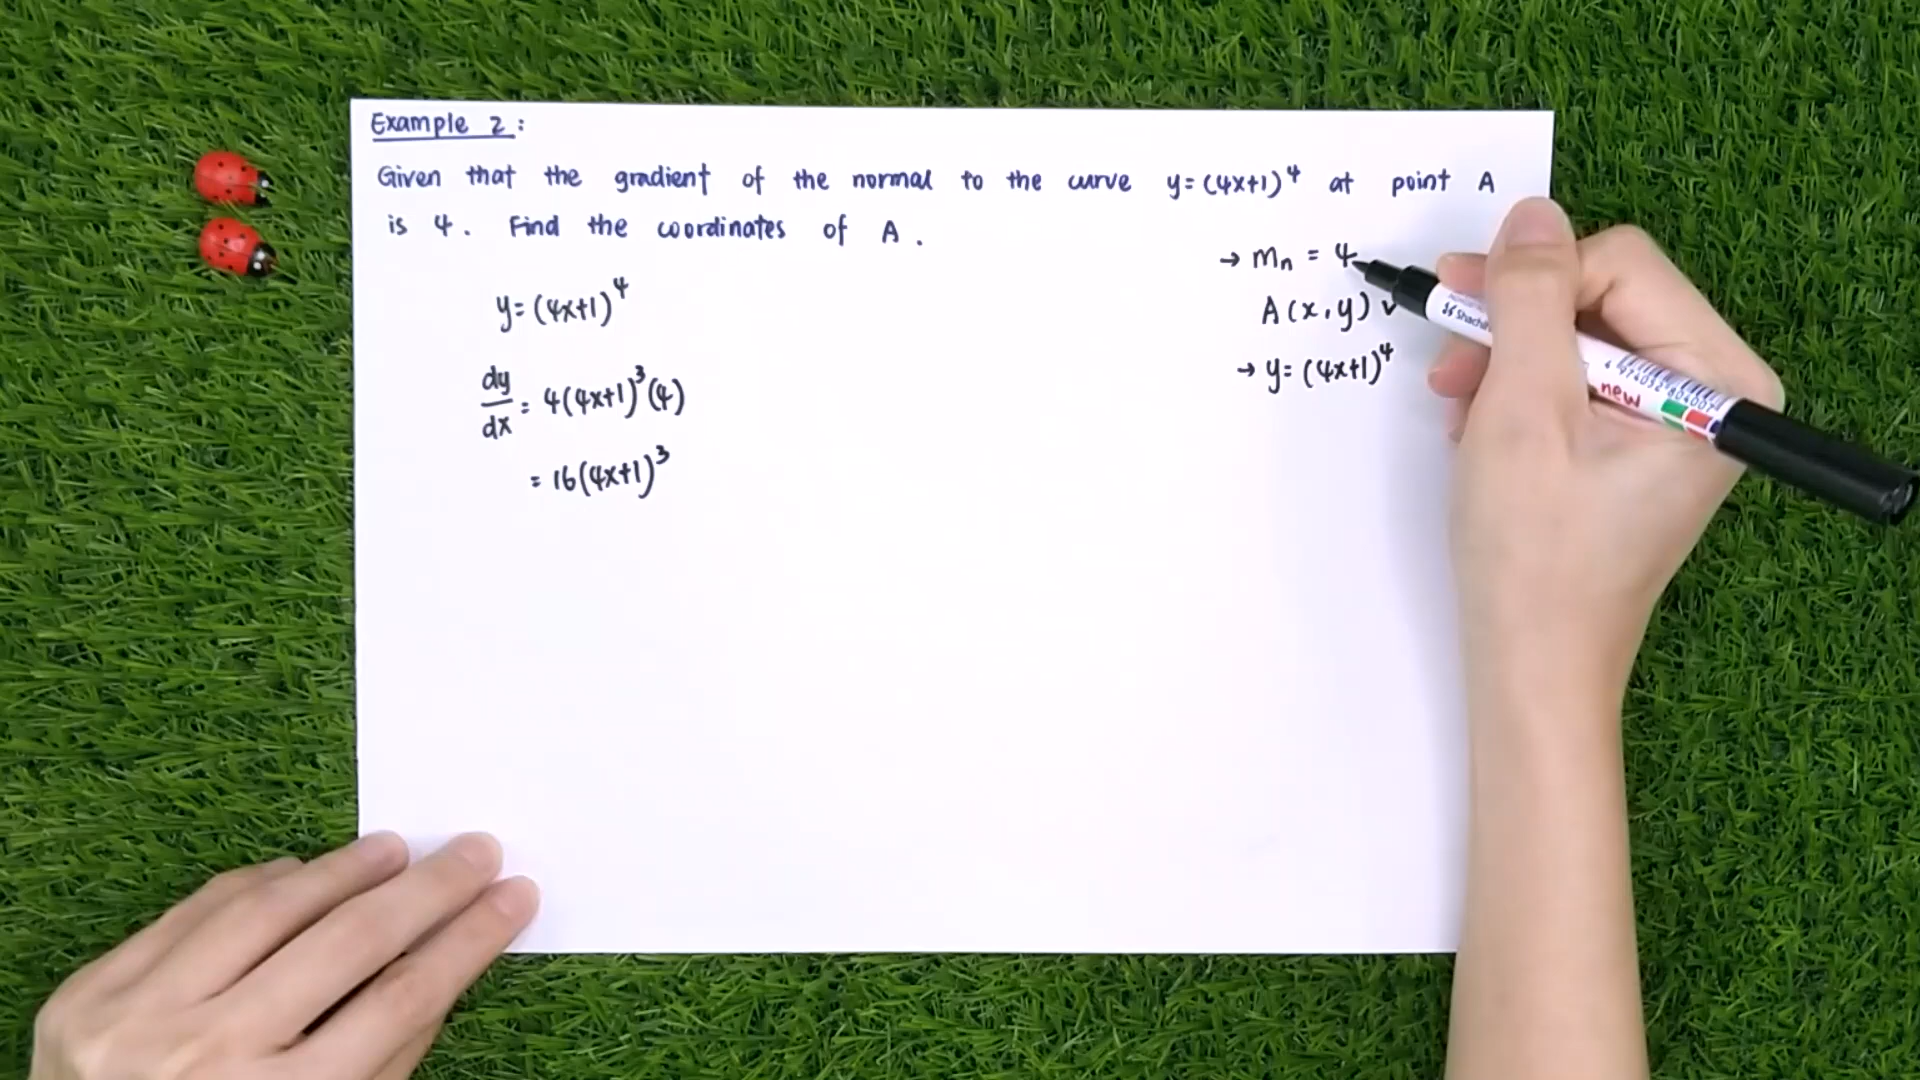 Example 2:
Given that the gradient of the normal to the curve y=(4x+1)⁴ at point A
is 4. Find the coordinates of A.
→ mₙ = 4
A(x,y) ✓
→ y=(4x+1)⁴
y=(4x+1)⁴
dy/dx = 4(4x+1)³(4)
= 16(4x+1)³
new